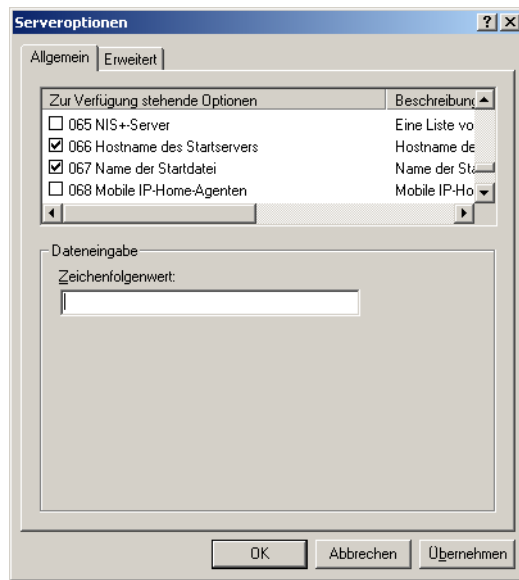 Serveroptionen
Allgemein Erweitert
Zur Verfügung stehende Optionen Beschreibung
065 NIS+-Server Eine Liste vo
066 Hostname des Startservers Hostname de
067 Name der Startdatei Name der Sta
068 Mobile IP-Home-Agenten Mobile IP-Ho
Dateneingabe
Zeichenfolgenwert:
OK Abbrechen Übernehmen